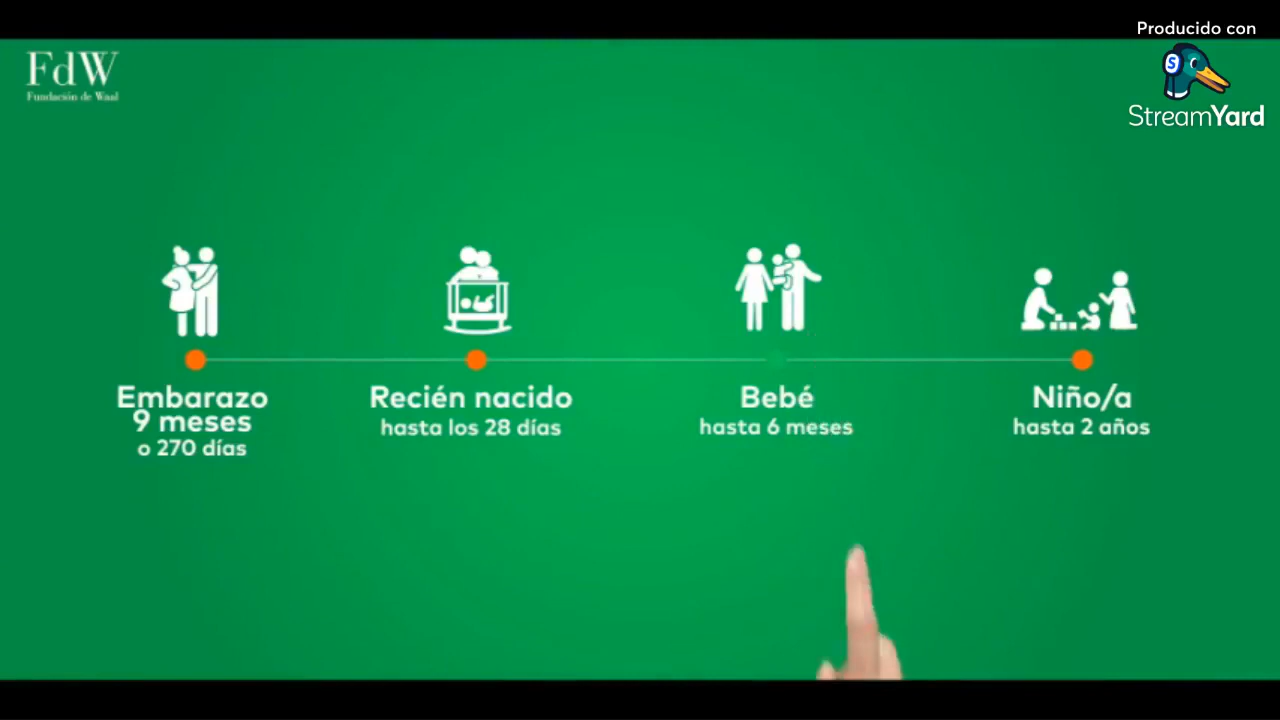 Producido con
StreamYard
FdW
Fundación de Waal
Embarazo
9 meses
o 270 días
Recién nacido
hasta los 28 días
Bebé
hasta 6 meses
Niño/a
hasta 2 años